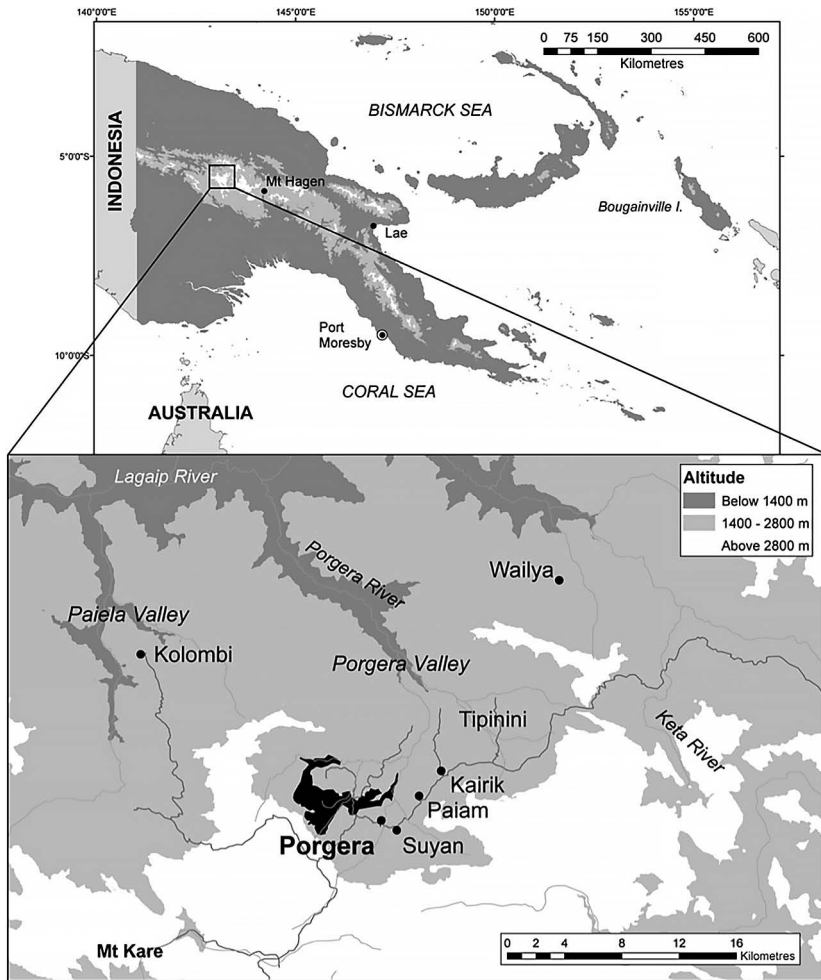 140°0'0"E
145°0'0"E
150°0'0"E
155°0'0"E
0 75 150 300 450 600
Kilometres
BISMARCK SEA
INDONESIA
5°0'0"S
Mt Hagen
Bougainville I.
Lae
Port
Moresby
10°0'0"S
CORAL SEA
AUSTRALIA
Lagaip River
Altitude
Below 1400 m
1400 - 2800 m
Above 2800 m
Porgera River
Wailya
Paiela Valley
Kolombi
Porgera Valley
Tipinini
Keta River
Kairik
Paiam
Porgera
Suyan
Mt Kare
0 2 4 8 12 16
Kilometres